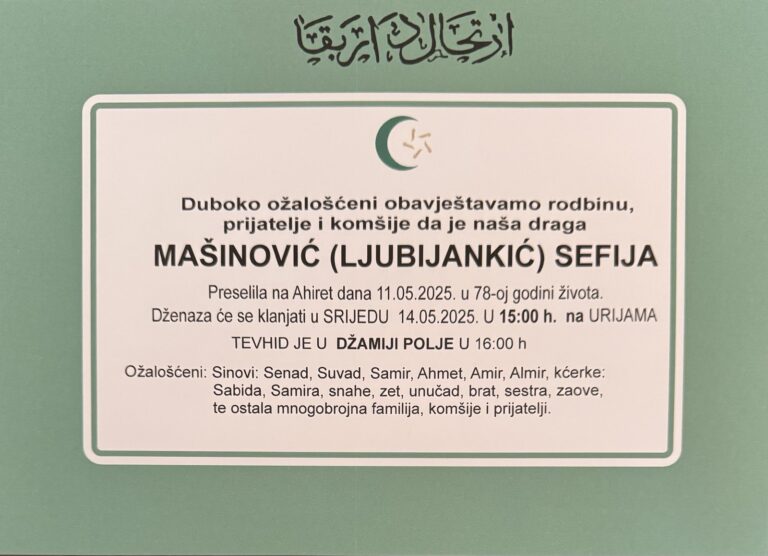 ارتحال دار بقا
Duboko ožalošćeni obavještavamo rodbinu,
prijatelje i komšije da je naša draga
MAŠINOVIĆ (LJUBIJANKIĆ) SEFIJA
Preselila na Ahiret dana 11.05.2025. u 78-oj godini života.
Dženaza će se klanjati u SRIJEDU 14.05.2025. U 15:00 h. na URIJAMA
TEVHID JE U DŽAMIJI POLJE U 16:00 h
Ožalošćeni: Sinovi: Senad, Suvad, Samir, Ahmet, Amir, Almir, kćerke:
Sabida, Samira, snahe, zet, unučad, brat, sestra, zaove,
te ostala mnogobrojna familija, komšije i prijatelji.